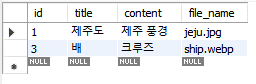 id title content file_name
1 제주도 제주 풍경 jeju.jpg
3 배 크루즈 ship.webp
NULL NULL NULL NULL